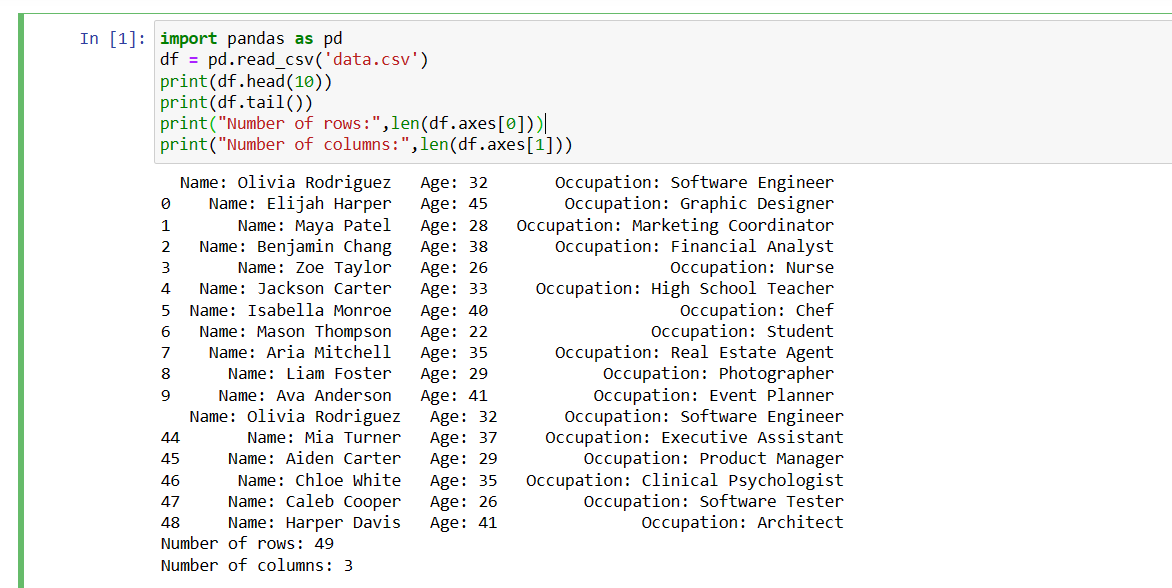 In [1]: import pandas as pd
df = pd.read_csv('data.csv')
print(df.head(10))
print(df.tail())
print("Number of rows:",len(df.axes[0]))
print("Number of columns:",len(df.axes[1]))
Name: Olivia Rodriguez Age: 32 Occupation: Software Engineer
0 Name: Elijah Harper Age: 45 Occupation: Graphic Designer
1 Name: Maya Patel Age: 28 Occupation: Marketing Coordinator
2 Name: Benjamin Chang Age: 38 Occupation: Financial Analyst
3 Name: Zoe Taylor Age: 26 Occupation: Nurse
4 Name: Jackson Carter Age: 33 Occupation: High School Teacher
5 Name: Isabella Monroe Age: 40 Occupation: Chef
6 Name: Mason Thompson Age: 22 Occupation: Student
7 Name: Aria Mitchell Age: 35 Occupation: Real Estate Agent
8 Name: Liam Foster Age: 29 Occupation: Photographer
9 Name: Ava Anderson Age: 41 Occupation: Event Planner
Name: Olivia Rodriguez Age: 32 Occupation: Software Engineer
44 Name: Mia Turner Age: 37 Occupation: Executive Assistant
45 Name: Aiden Carter Age: 29 Occupation: Product Manager
46 Name: Chloe White Age: 35 Occupation: Clinical Psychologist
47 Name: Caleb Cooper Age: 26 Occupation: Software Tester
48 Name: Harper Davis Age: 41 Occupation: Architect
Number of rows: 49
Number of columns: 3